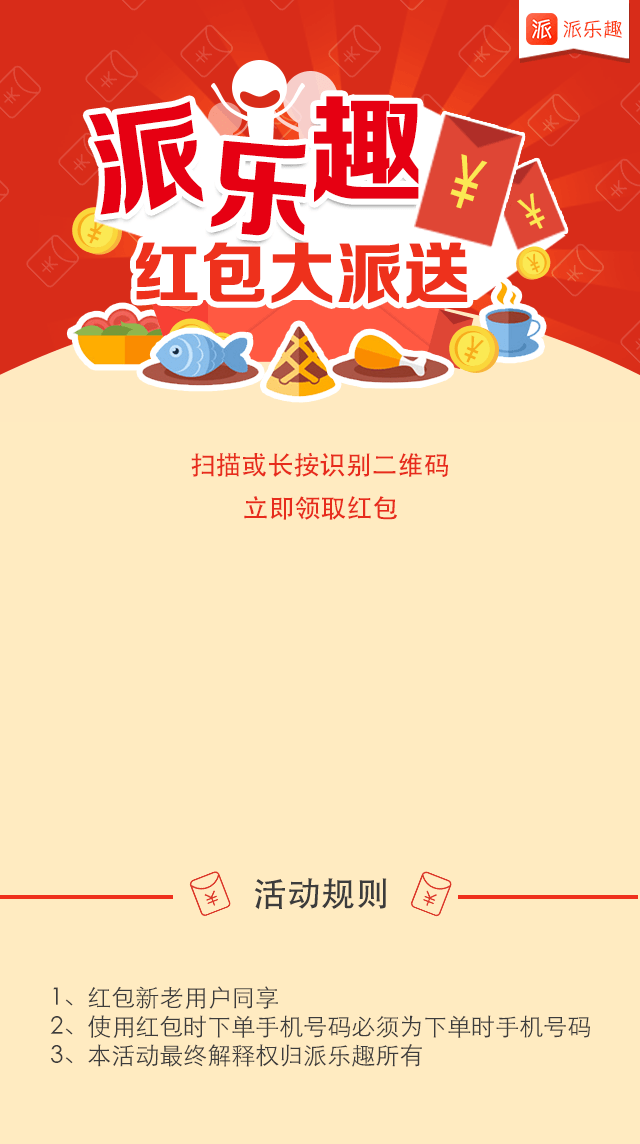 派 派乐趣
派乐趣
红包大派送
扫描或长按识别二维码
立即领取红包
活动规则
1、红包新老用户同享
2、使用红包时下单手机号码必须为下单时手机号码
3、本活动最终解释权归派乐趣所有